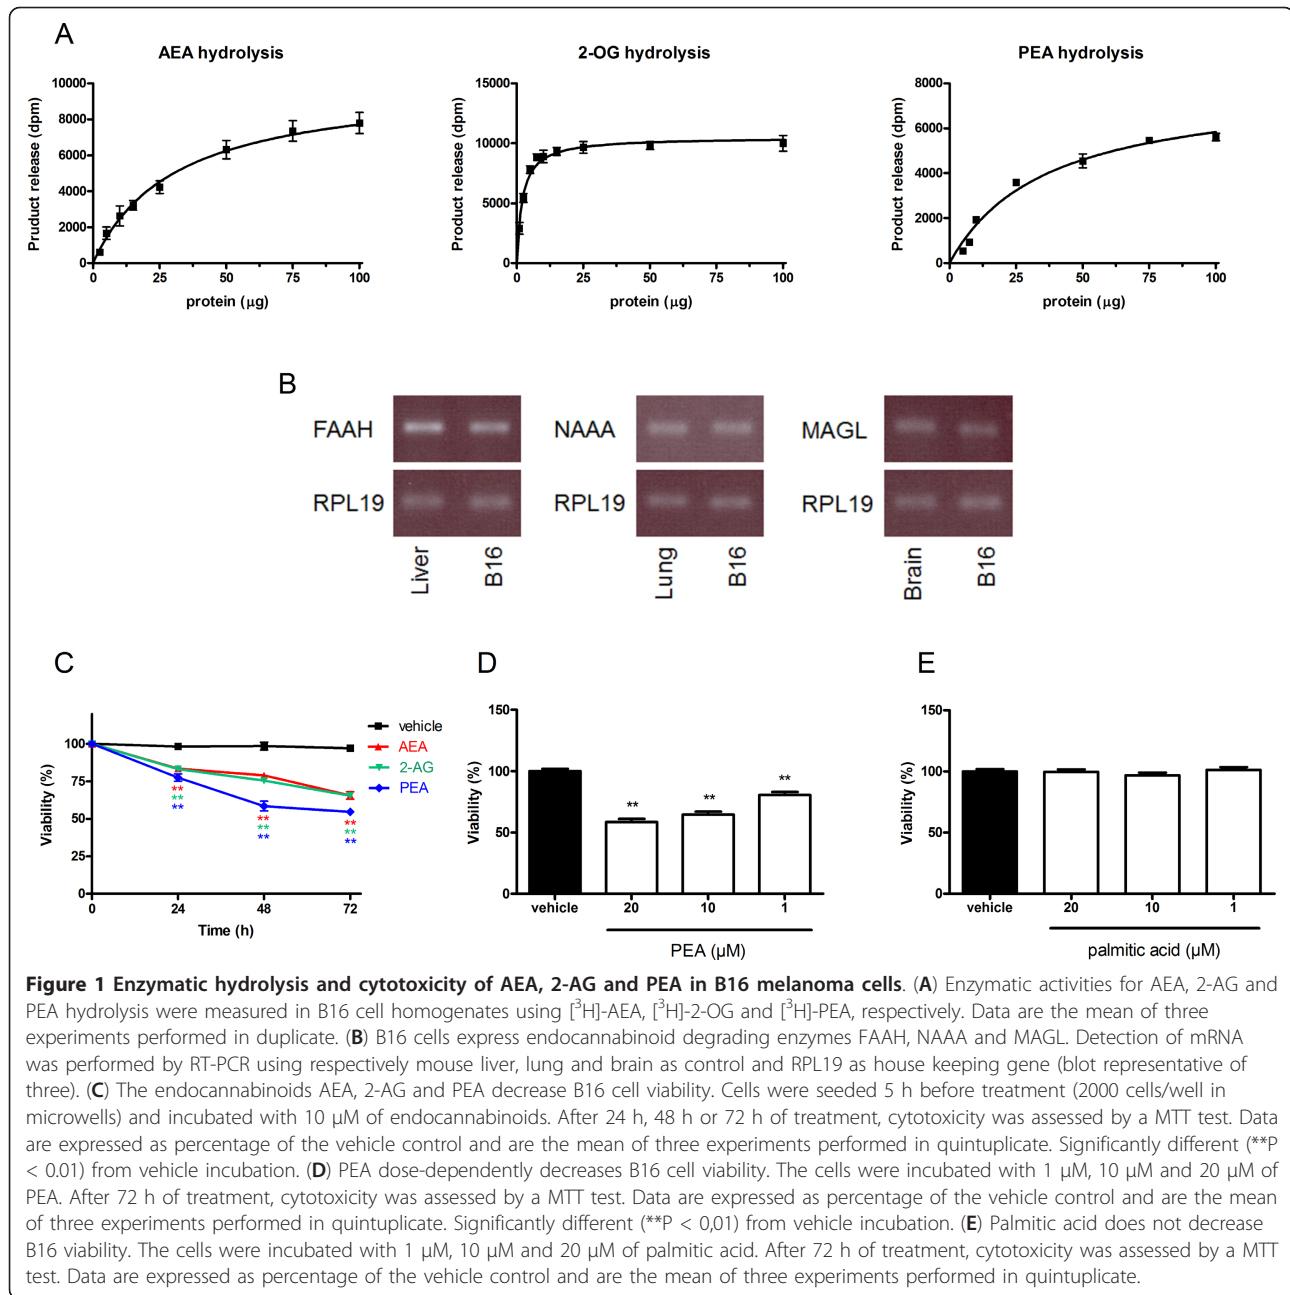 A
AEA hydrolysis
2-OG hydrolysis
PEA hydrolysis
Pruduct release (dpm)
10000
8000
6000
4000
2000
0
0 25 50 75 100
protein (µg)
Product release (dpm)
15000
10000
5000
0
0 25 50 75 100
protein (µg)
Product release (dpm)
8000
6000
4000
2000
0
0 25 50 75 100
protein (µg)
B
FAAH
RPL19
Liver
B16
NAAA
RPL19
Lung
B16
MAGL
RPL19
Brain
B16
C
Viability (%)
100
75
50
25
0
0 24 48 72
Time (h)
vehicle
AEA
2-AG
PEA
** ** **
** ** **
** ** **
D
Viability (%)
150
100
50
0
** ** **
vehicle 20 10 1
PEA (µM)
E
Viability (%)
150
100
50
0
vehicle 20 10 1
palmitic acid (µM)
Figure 1 Enzymatic hydrolysis and cytotoxicity of AEA, 2-AG and PEA in B16 melanoma cells. (A) Enzymatic activities for AEA, 2-AG and
PEA hydrolysis were measured in B16 cell homogenates using [³H]-AEA, [³H]-2-OG and [³H]-PEA, respectively. Data are the mean of three
experiments performed in duplicate. (B) B16 cells express endocannabinoid degrading enzymes FAAH, NAAA and MAGL. Detection of mRNA
was performed by RT-PCR using respectively mouse liver, lung and brain as control and RPL19 as house keeping gene (blot representative of
three). (C) The endocannabinoids AEA, 2-AG and PEA decrease B16 cell viability. Cells were seeded 5 h before treatment (2000 cells/well in
microwells) and incubated with 10 µM of endocannabinoids. After 24 h, 48 h or 72 h of treatment, cytotoxicity was assessed by a MTT test. Data
are expressed as percentage of the vehicle control and are the mean of three experiments performed in quintuplicate. Significantly different (**P
< 0.01) from vehicle incubation. (D) PEA dose-dependently decreases B16 cell viability. The cells were incubated with 1 µM, 10 µM and 20 µM of
PEA. After 72 h of treatment, cytotoxicity was assessed by a MTT test. Data are expressed as percentage of the vehicle control and are the mean
of three experiments performed in quintuplicate. Significantly different (**P < 0,01) from vehicle incubation. (E) Palmitic acid does not decrease
B16 viability. The cells were incubated with 1 µM, 10 µM and 20 µM of palmitic acid. After 72 h of treatment, cytotoxicity was assessed by a MTT
test. Data are expressed as percentage of the vehicle control and are the mean of three experiments performed in quintuplicate.